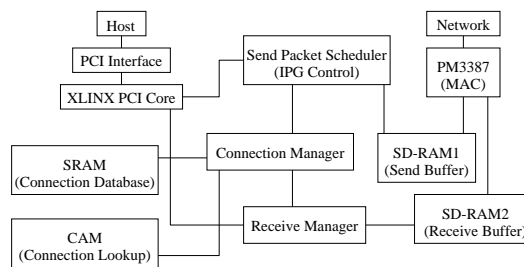 Host
Network
PCI Interface
Send Packet Scheduler
(IPG Control)
PM3387
(MAC)
XLINX PCI Core
SRAM
(Connection Database)
Connection Manager
SD-RAM1
(Send Buffer)
CAM
(Connection Lookup)
Receive Manager
SD-RAM2
(Receive Buffer)